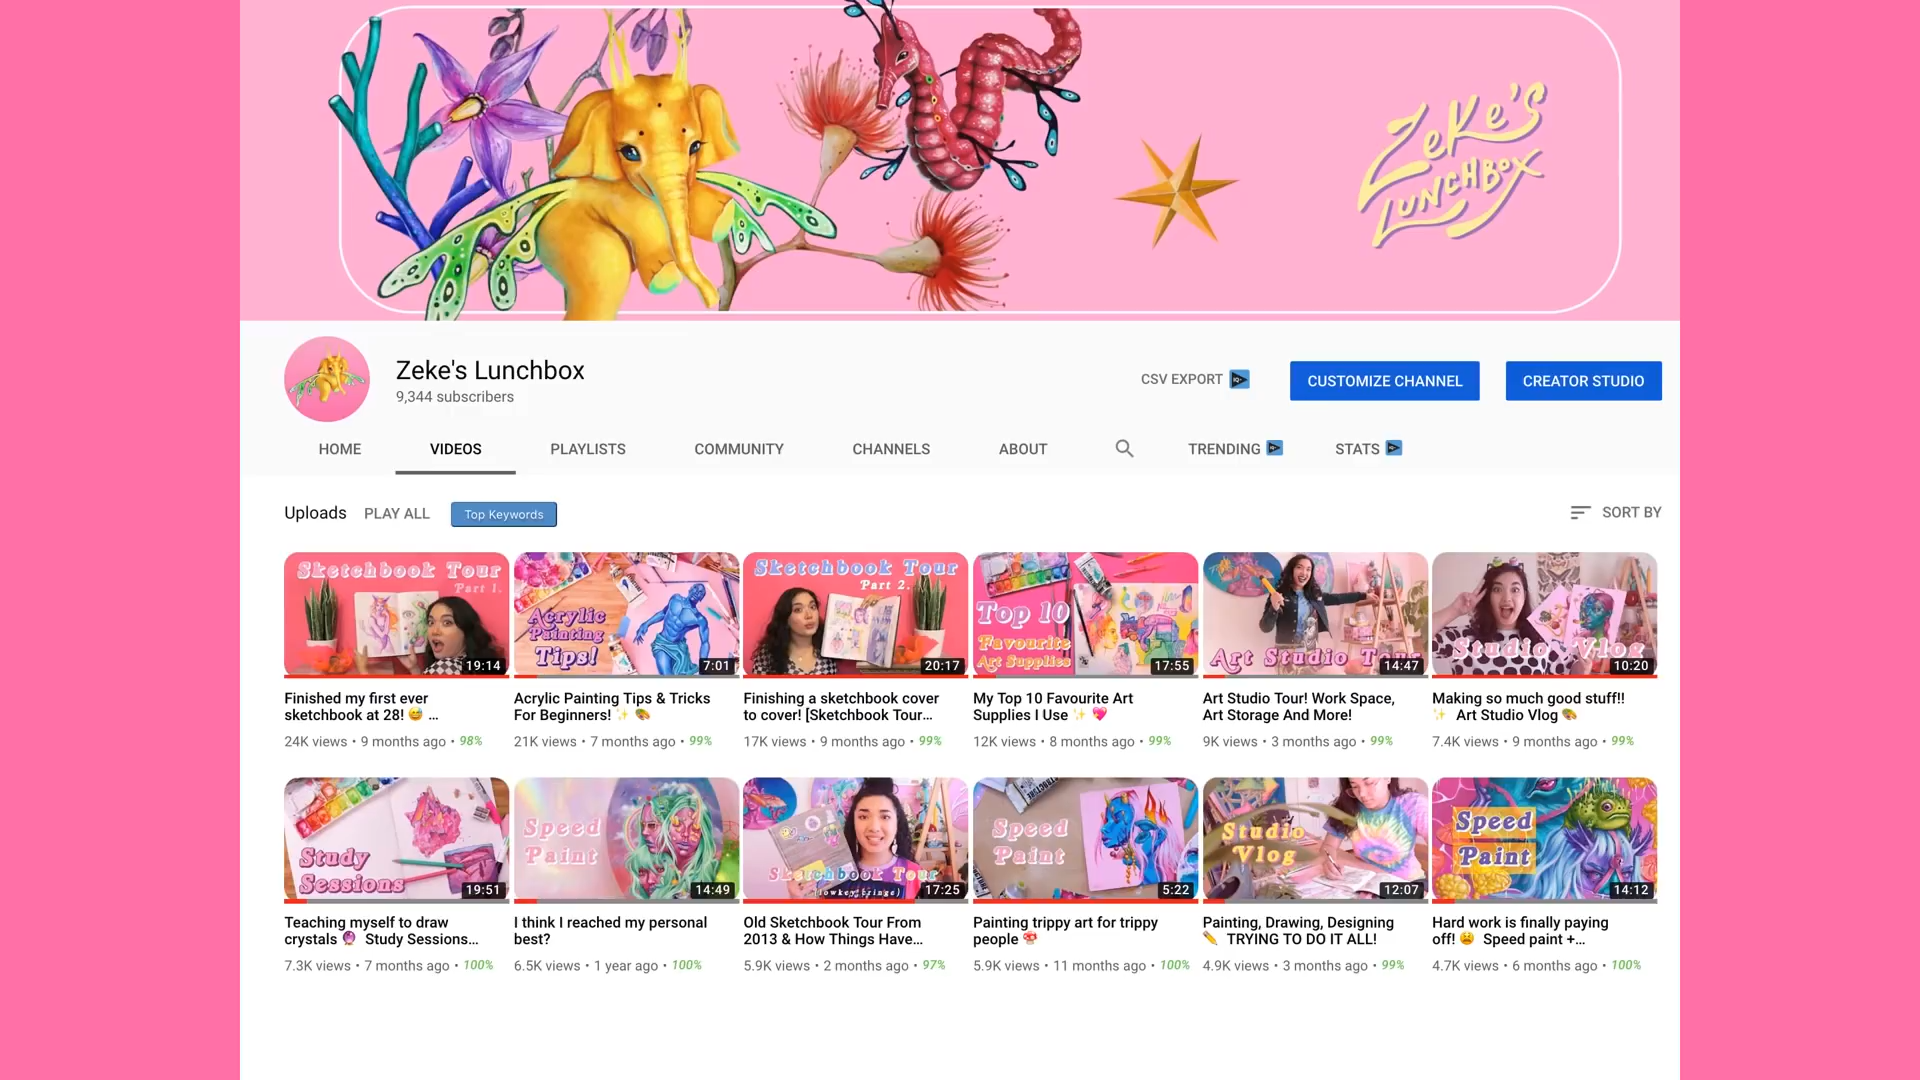 Zeke's
Lunchbox
Zeke's Lunchbox
9,344 subscribers
CSV EXPORT
CUSTOMIZE CHANNEL
CREATOR STUDIO
HOME
VIDEOS
PLAYLISTS
COMMUNITY
CHANNELS
ABOUT
TRENDING
STATS
Uploads
PLAY ALL
Top Keywords
SORT BY
Sketchbook Tour
Part 1.
19:14
Finished my first ever
sketchbook at 28! 😅 ...
24K views • 9 months ago • 98%
Acrylic
Painting
Tips!
7:01
Acrylic Painting Tips & Tricks
For Beginners! ✨ 🎨
21K views • 7 months ago • 99%
Sketchbook Tour
Part 2.
20:17
Finishing a sketchbook cover
to cover! [Sketchbook Tour...
17K views • 9 months ago • 99%
Top 10
Favourite
Art Supplies
17:55
My Top 10 Favourite Art
Supplies I Use ✨ 💖
12K views • 8 months ago • 99%
Art Studio Tour
14:47
Art Studio Tour! Work Space,
Art Storage And More!
9K views • 3 months ago • 99%
Studio Vlog
10:20
Making so much good stuff!!
✨ Art Studio Vlog 🎨
7.4K views • 9 months ago • 99%
Study
Sessions
19:51
Teaching myself to draw
crystals 🔮 Study Sessions...
7.3K views • 7 months ago • 100%
Speed
Paint
14:49
I think I reached my personal
best?
6.5K views • 1 year ago • 100%
Sketchbook Tour
(lowkey cringe)
17:25
Old Sketchbook Tour From
2013 & How Things Have...
5.9K views • 2 months ago • 97%
Speed
Paint
5:22
Painting trippy art for trippy
people 🍄
5.9K views • 11 months ago • 100%
Studio
Vlog
12:07
Painting, Drawing, Designing
✏️ TRYING TO DO IT ALL!
4.9K views • 3 months ago • 99%
Speed
Paint
14:12
Hard work is finally paying
off! 😫 Speed paint +...
4.7K views • 6 months ago • 100%